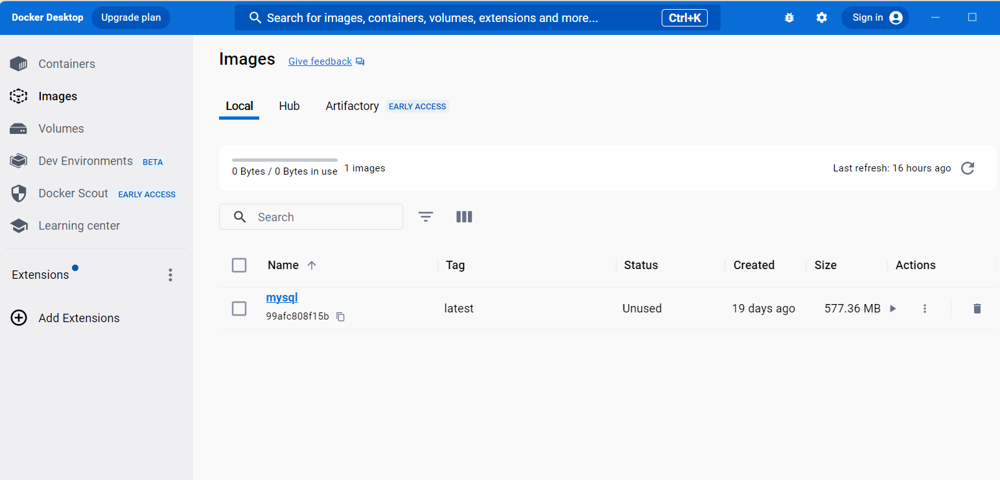 Docker Desktop Upgrade plan Search for images, containers, volumes, extensions and more... Ctrl+K Sign in
Containers
Images
Volumes
Dev Environments BETA
Docker Scout EARLY ACCESS
Learning center
Extensions
Add Extensions
Images Give feedback
Local Hub Artifactory EARLY ACCESS
0 Bytes / 0 Bytes in use 1 images Last refresh: 16 hours ago
Search
Name Tag Status Created Size Actions
mysql
99afc808f15b latest Unused 19 days ago 577.36 MB